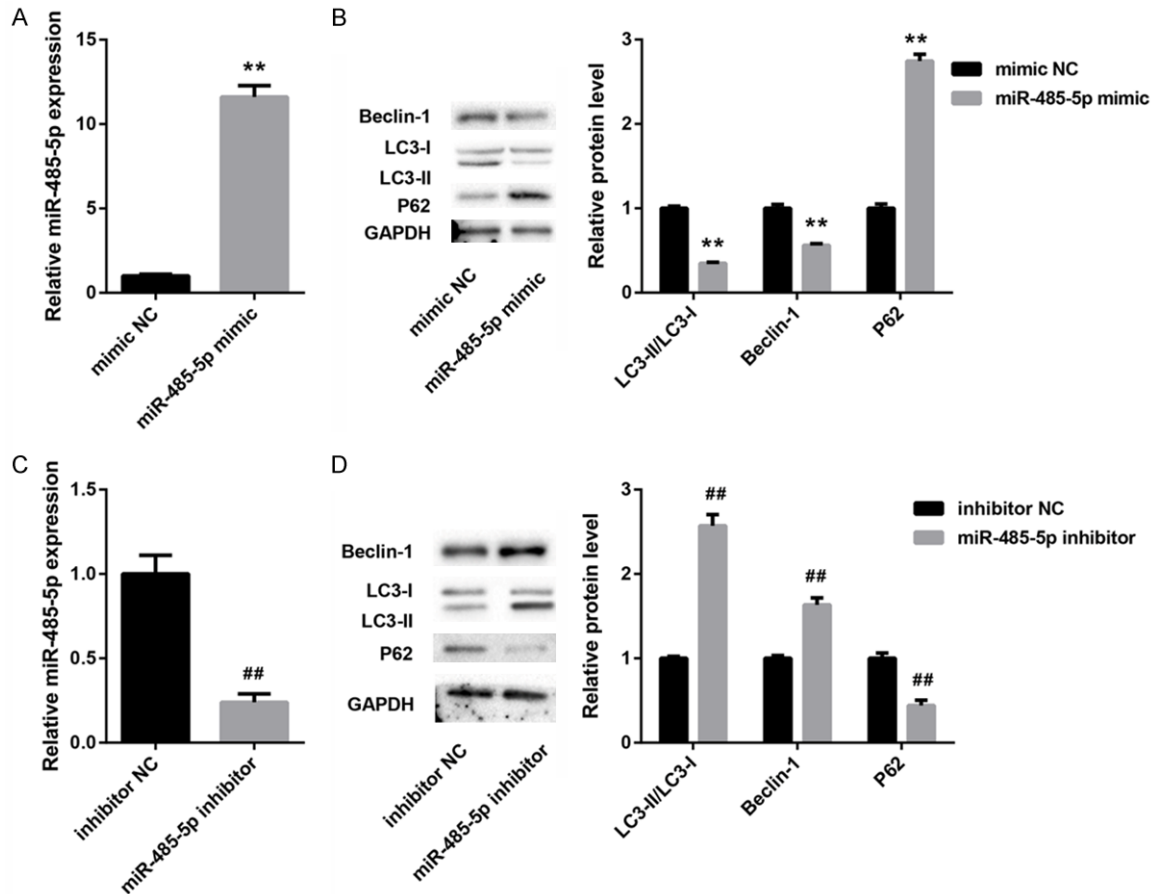 A
Relative miR-485-5p expression
15
10
5
0
**
mimic NC
miR-485-5p mimic
B
Beclin-1
LC3-I
LC3-II
P62
GAPDH
mimic NC
miR-485-5p mimic
Relative protein level
3
2
1
0
**
**
**
LC3-II/LC3-I
Beclin-1
P62
mimic NC
miR-485-5p mimic
C
Relative miR-485-5p expression
1.5
1.0
0.5
0.0
##
inhibitor NC
miR-485-5p inhibitor
D
Beclin-1
LC3-I
LC3-II
P62
GAPDH
inhibitor NC
miR-485-5p inhibitor
Relative protein level
3
2
1
0
##
##
##
LC3-II/LC3-I
Beclin-1
P62
inhibitor NC
miR-485-5p inhibitor